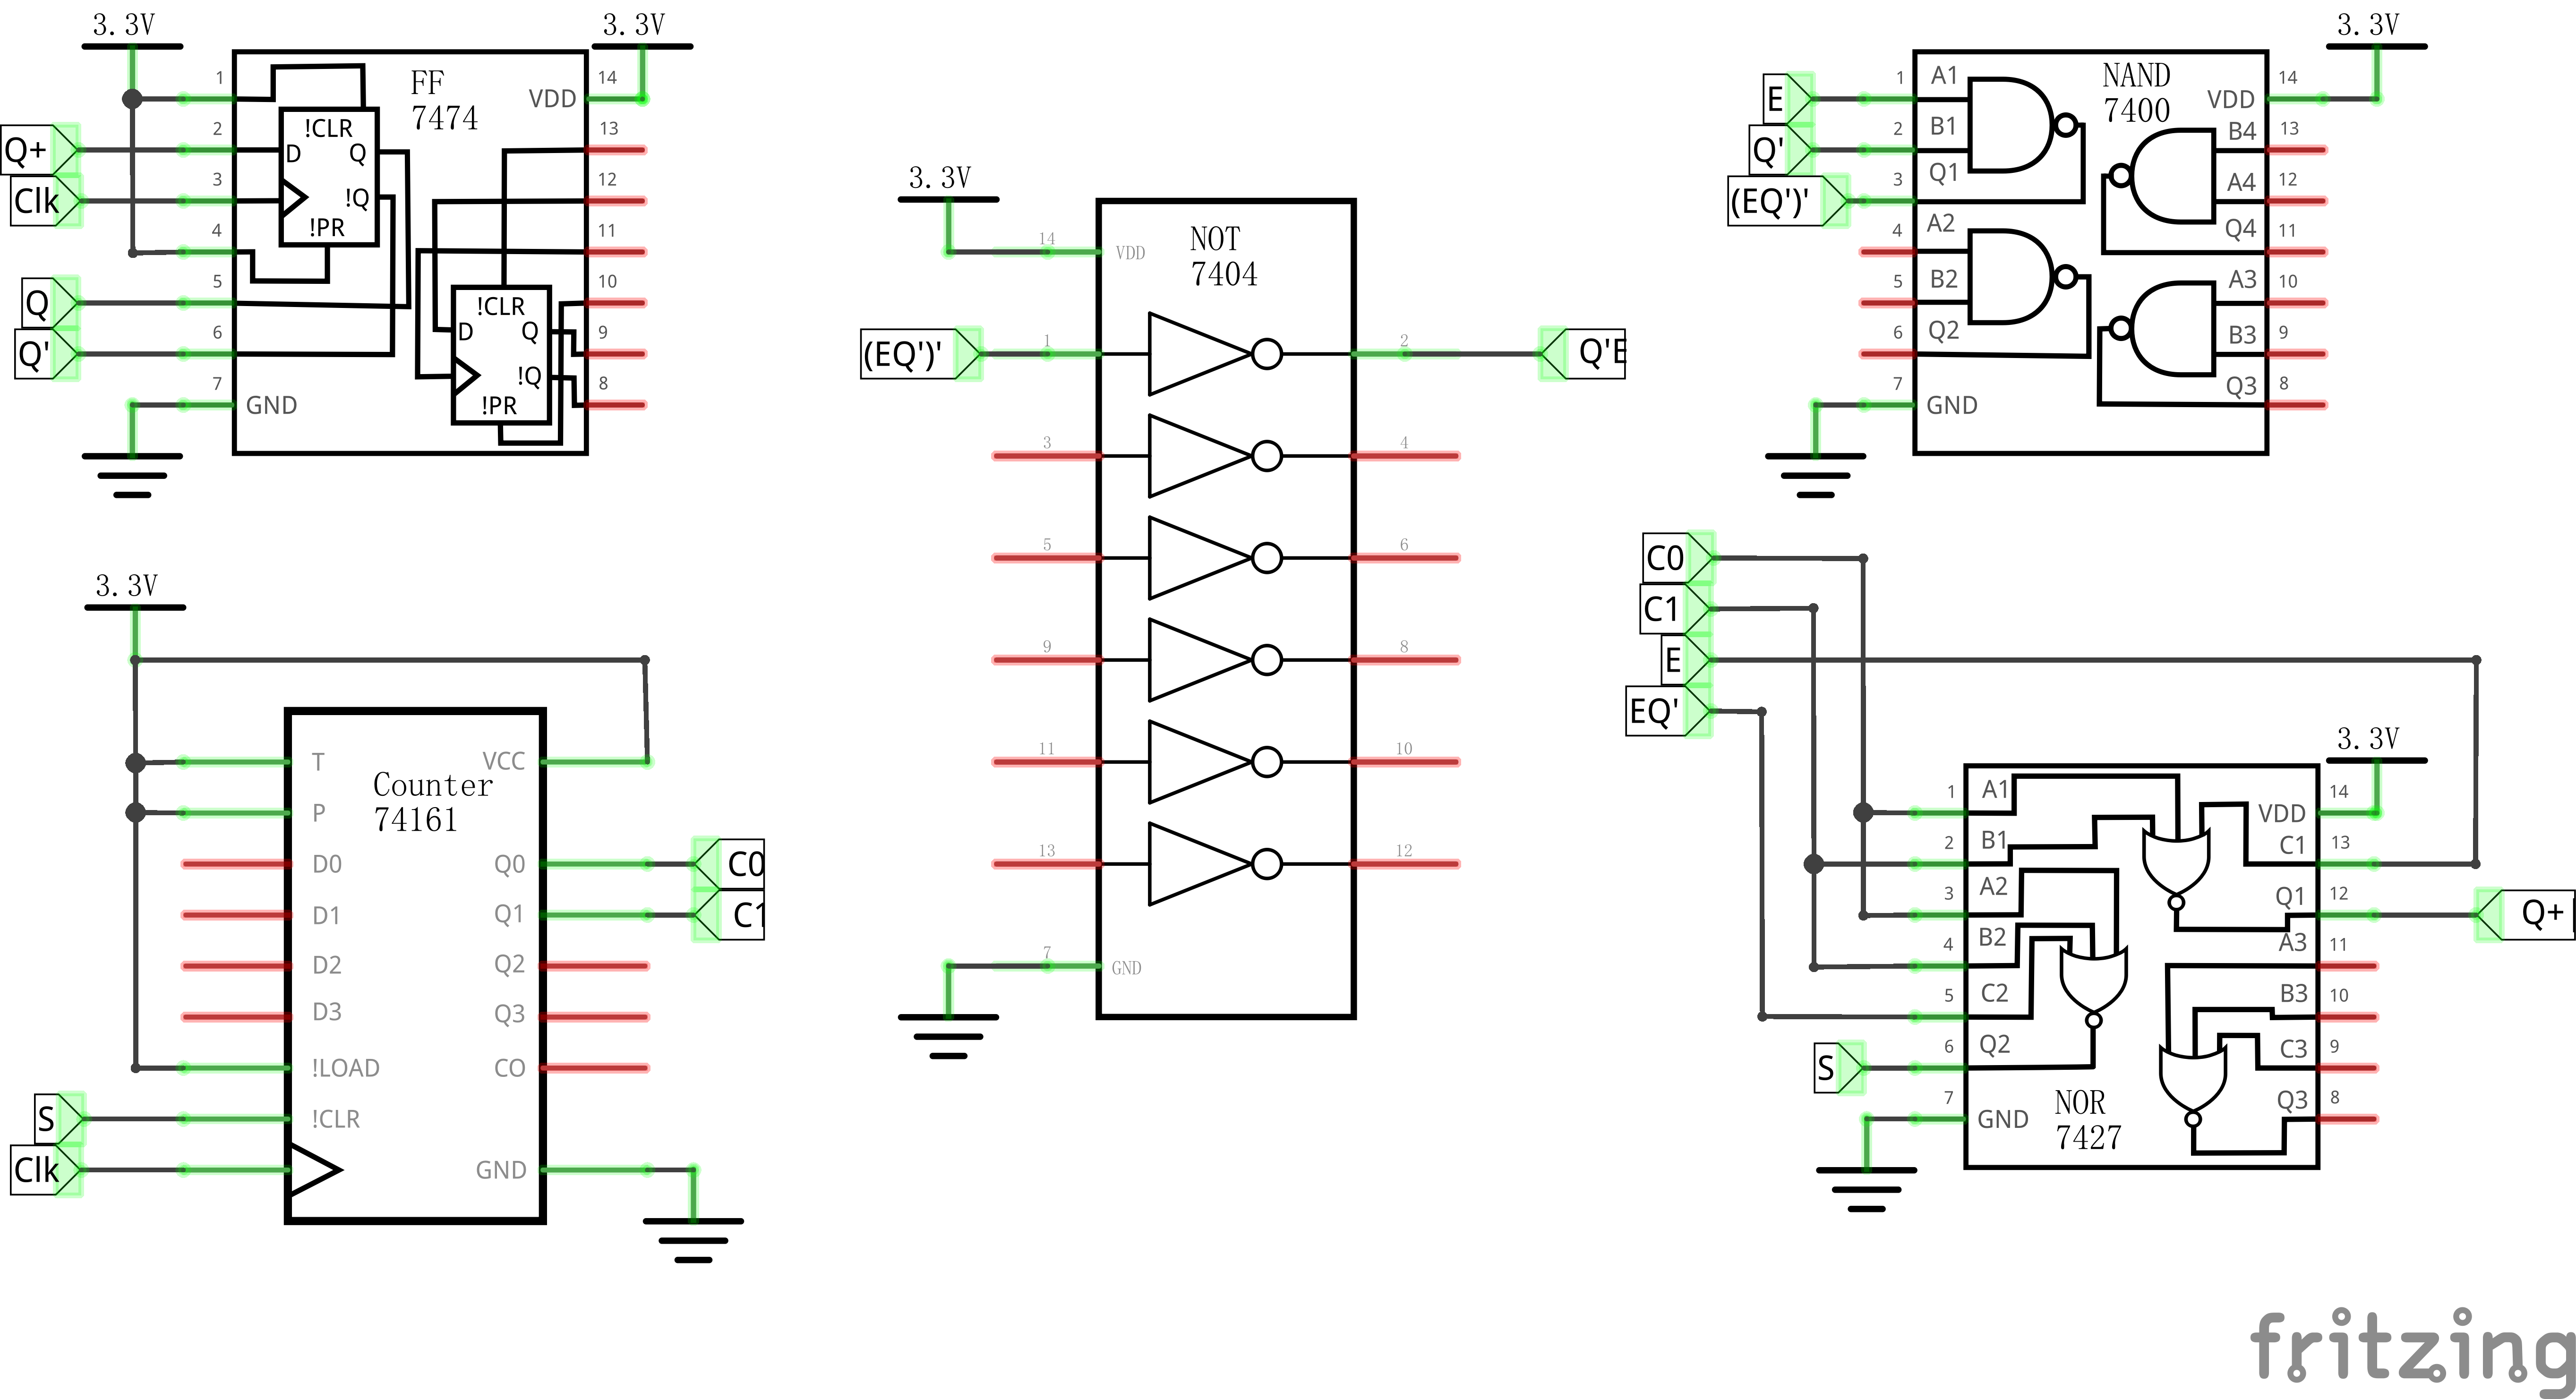 3.3V
3.3V
FF
7474
1
2
3
4
5
6
7
14
13
12
11
10
9
8
VDD
GND
!CLR
D
Q
!Q
!PR
!CLR
D
Q
!Q
!PR
Q+
Clk
Q
Q'
3.3V
NOT
7404
14
VDD
(EQ')'
1
2
Q'E
3
4
5
6
9
8
11
10
13
12
7
GND
3.3V
NAND
7400
E
Q'
(EQ')'
1
2
3
4
5
6
7
A1
B1
Q1
A2
B2
Q2
GND
VDD
B4
A4
Q4
A3
B3
Q3
14
13
12
11
10
9
8
3.3V
Counter
74161
T
P
D0
D1
D2
D3
!LOAD
!CLR
VCC
Q0
Q1
Q2
Q3
CO
GND
C0
C1
S
Clk
C0
C1
E
EQ'
S
3.3V
1
2
3
4
5
6
7
A1
B1
A2
B2
C2
Q2
GND
NOR
7427
VDD
C1
Q1
A3
B3
C3
Q3
14
13
12
11
10
9
8
Q+
fritzing